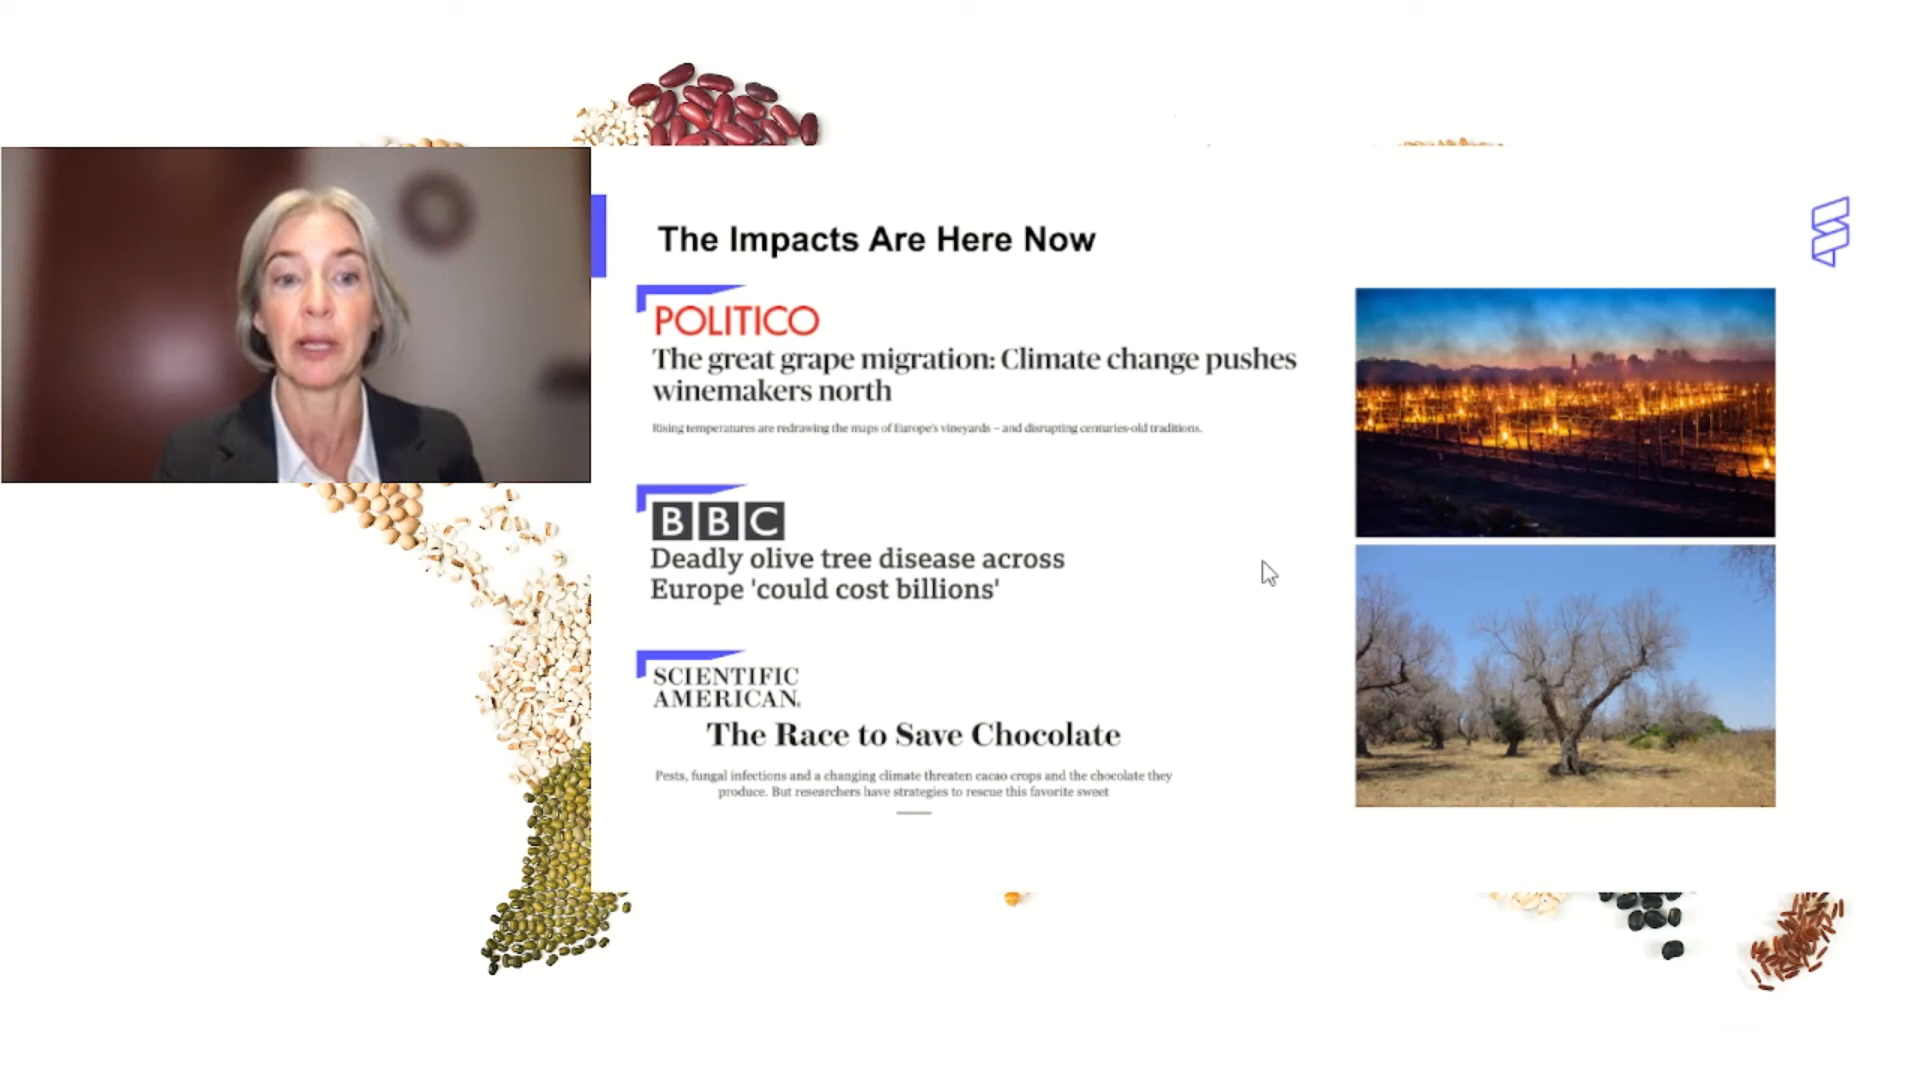 The Impacts Are Here Now
POLITICO
The great grape migration: Climate change pushes
winemakers north
Rising temperatures are redrawing the maps of Europe's vineyards – and disrupting centuries-old traditions.
BBC
Deadly olive tree disease across
Europe 'could cost billions'
SCIENTIFIC
AMERICAN.
The Race to Save Chocolate
Pests, fungal infections and a changing climate threaten cacao crops and the chocolate they
produce. But researchers have strategies to rescue this favorite sweet